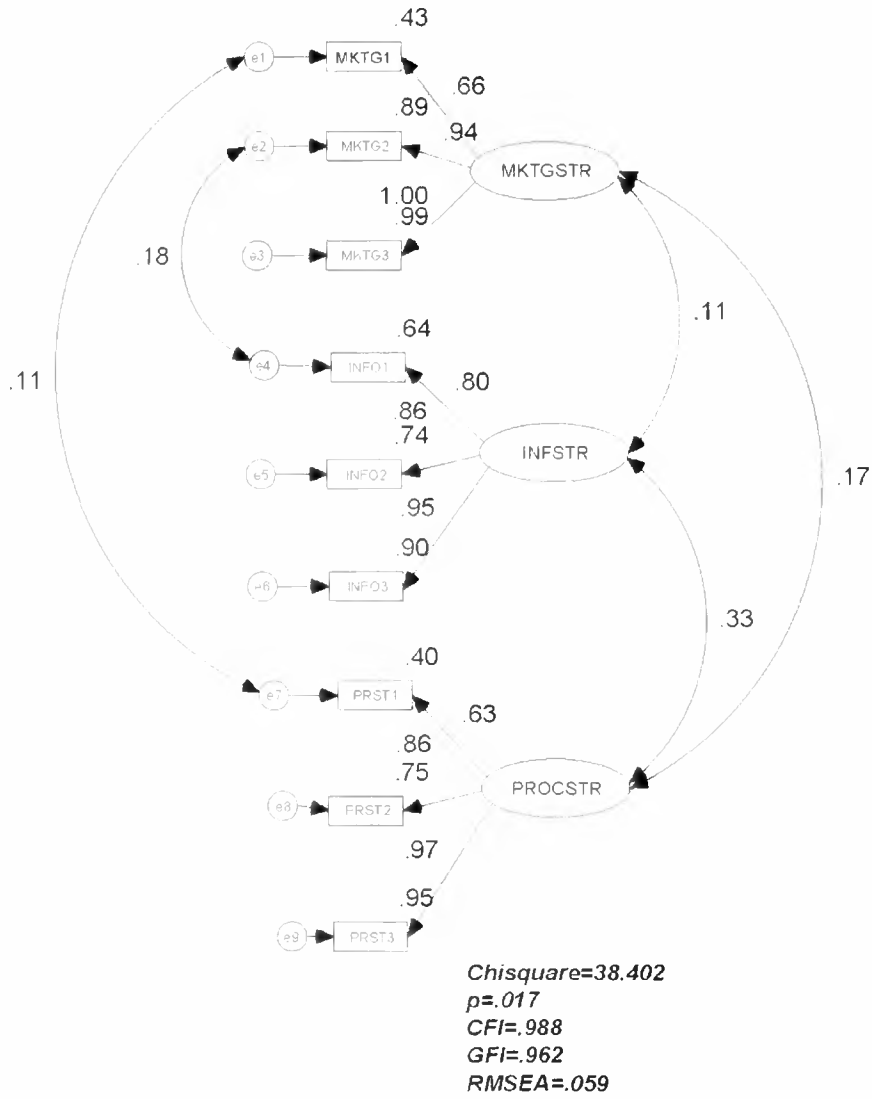 .43
e1
MKTG1
.66
.89
.94
e2
MKTG2
MKTGSTR
1.00
.99
e3
MKTG3
.18
.11
.64
e4
INFO1
.80
.11
.86
.74
INFSTR
e5
INFO2
.17
.95
.90
e6
INFO3
.33
.40
e7
PRST1
.63
.86
.75
PROCSTR
e8
PRST2
.97
.95
e9
PRST3
Chisquare=38.402
p=.017
CFI=.988
GFI=.962
RMSEA=.059